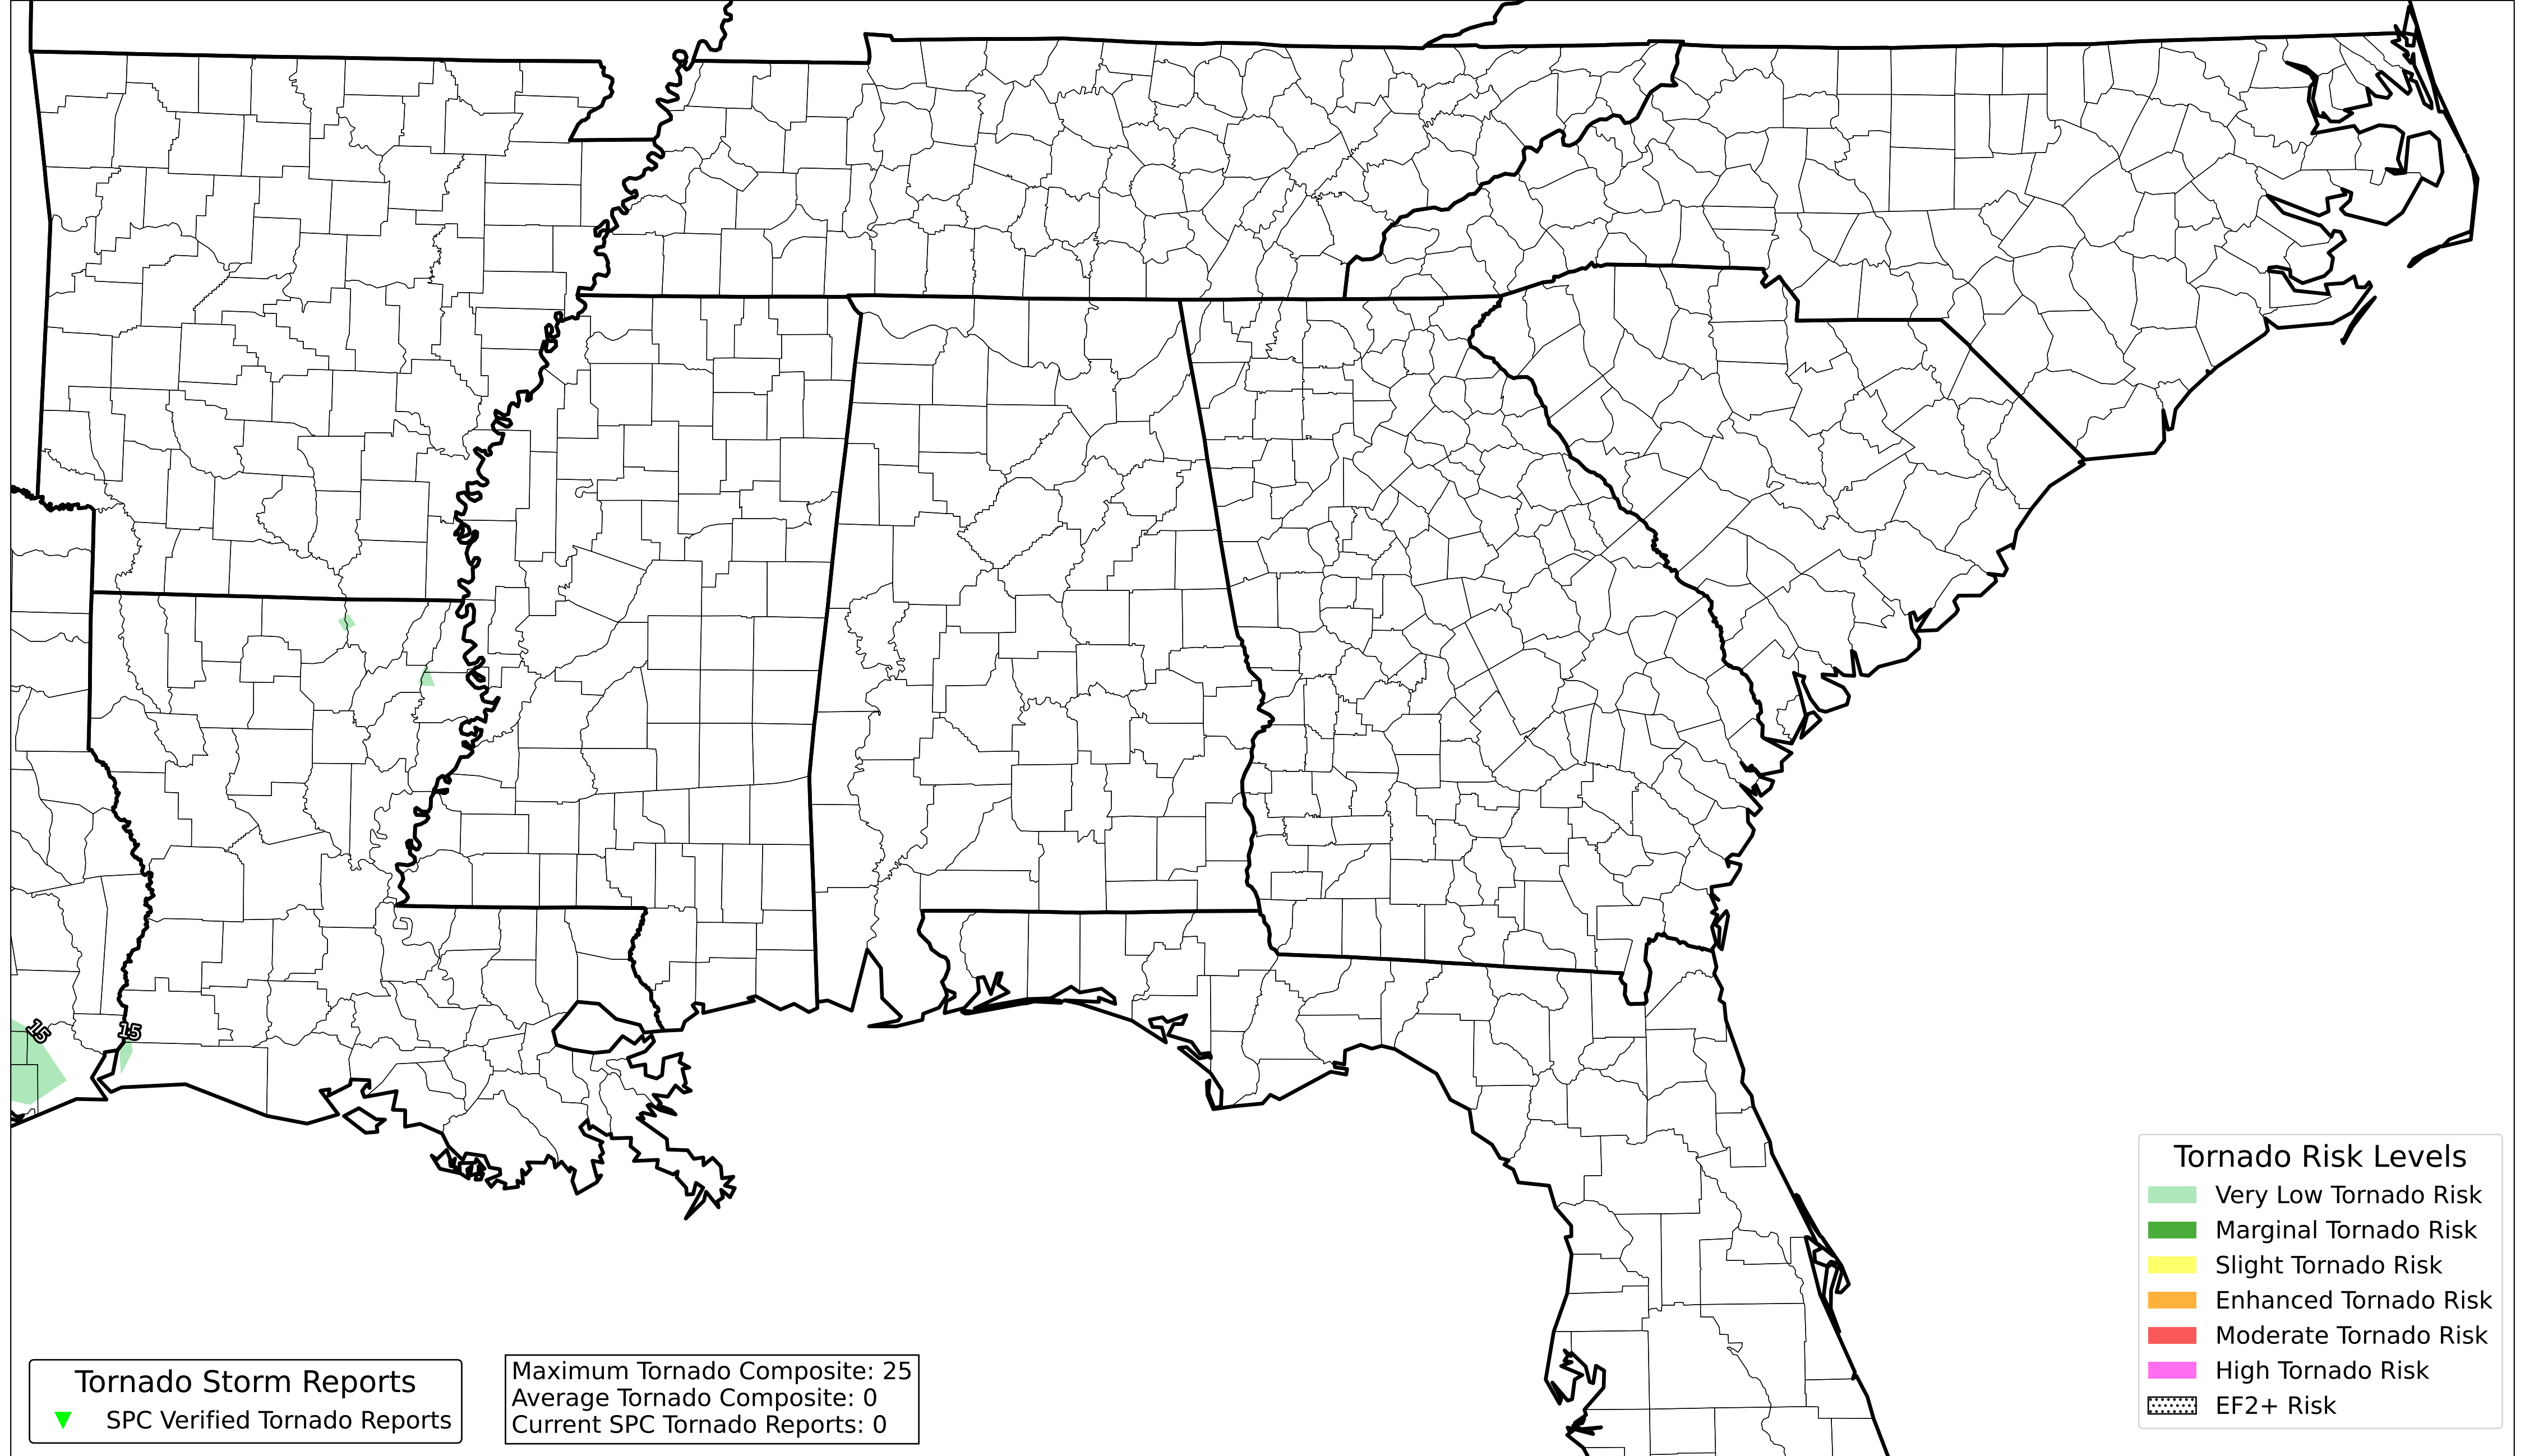 15
15
Tornado Risk Levels
Very Low Tornado Risk
Marginal Tornado Risk
Slight Tornado Risk
Enhanced Tornado Risk
Moderate Tornado Risk
High Tornado Risk
EF2+ Risk
Tornado Storm Reports
SPC Verified Tornado Reports
Maximum Tornado Composite: 25
Average Tornado Composite: 0
Current SPC Tornado Reports: 0